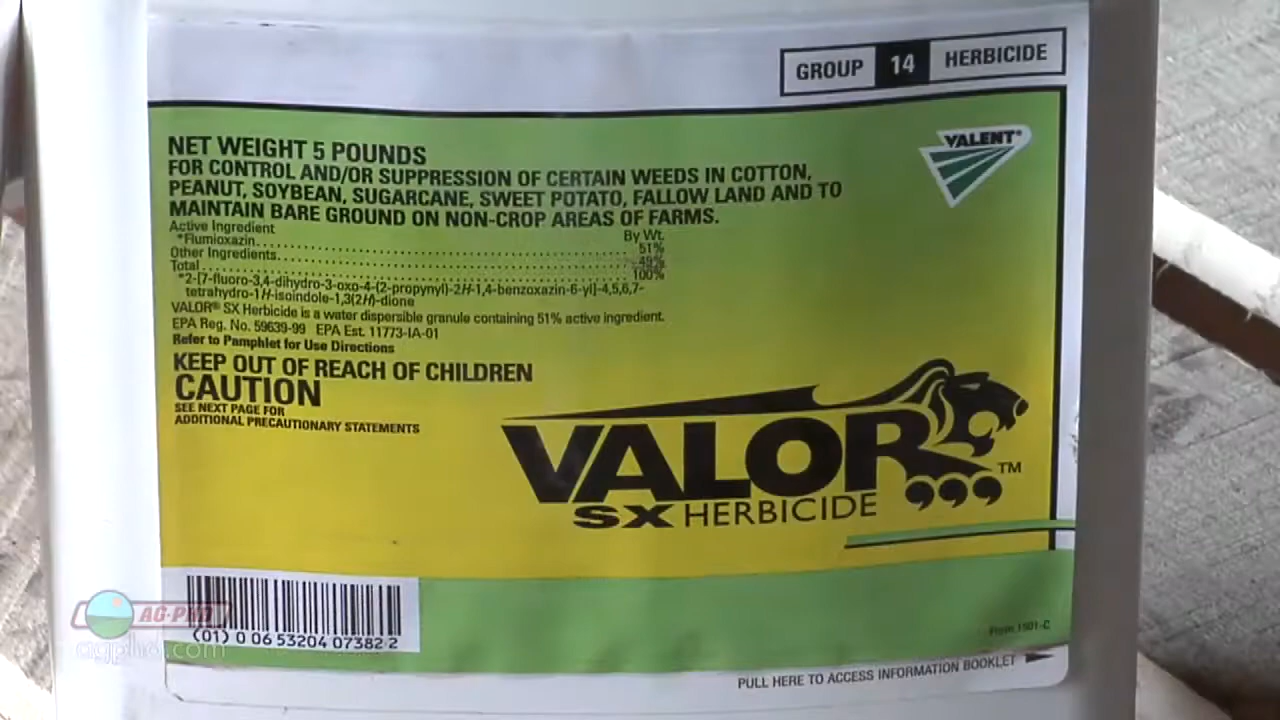 GROUP 14 HERBICIDE
VALENT®
NET WEIGHT 5 POUNDS
FOR CONTROL AND/OR SUPPRESSION OF CERTAIN WEEDS IN COTTON,
PEANUT, SOYBEAN, SUGARCANE, SWEET POTATO, FALLOW LAND AND TO
MAINTAIN BARE GROUND ON NON-CROP AREAS OF FARMS.
Active Ingredient By Wt.
*Flumioxazin 51%
Other Ingredients 49%
Total 100%
*2-[7-fluoro-3,4-dihydro-3-oxo-4-(2-propynyl)-2H-1,4-benzoxazin-6-yl]-4,5,6,7-
tetrahydro-1H-isoindole-1,3(2H)-dione
VALOR® SX Herbicide is a water dispersible granule containing 51% active ingredient.
EPA Reg. No. 59639-99 EPA Est. 11773-IA-01
Refer to Pamphlet for Use Directions
KEEP OUT OF REACH OF CHILDREN
CAUTION
SEE NEXT PAGE FOR
ADDITIONAL PRECAUTIONARY STATEMENTS
VALOR™
SX HERBICIDE
(01) 0 06 53204 07382 2
AG-PHD
agphd.com
Form 1501-C
PULL HERE TO ACCESS INFORMATION BOOKLET